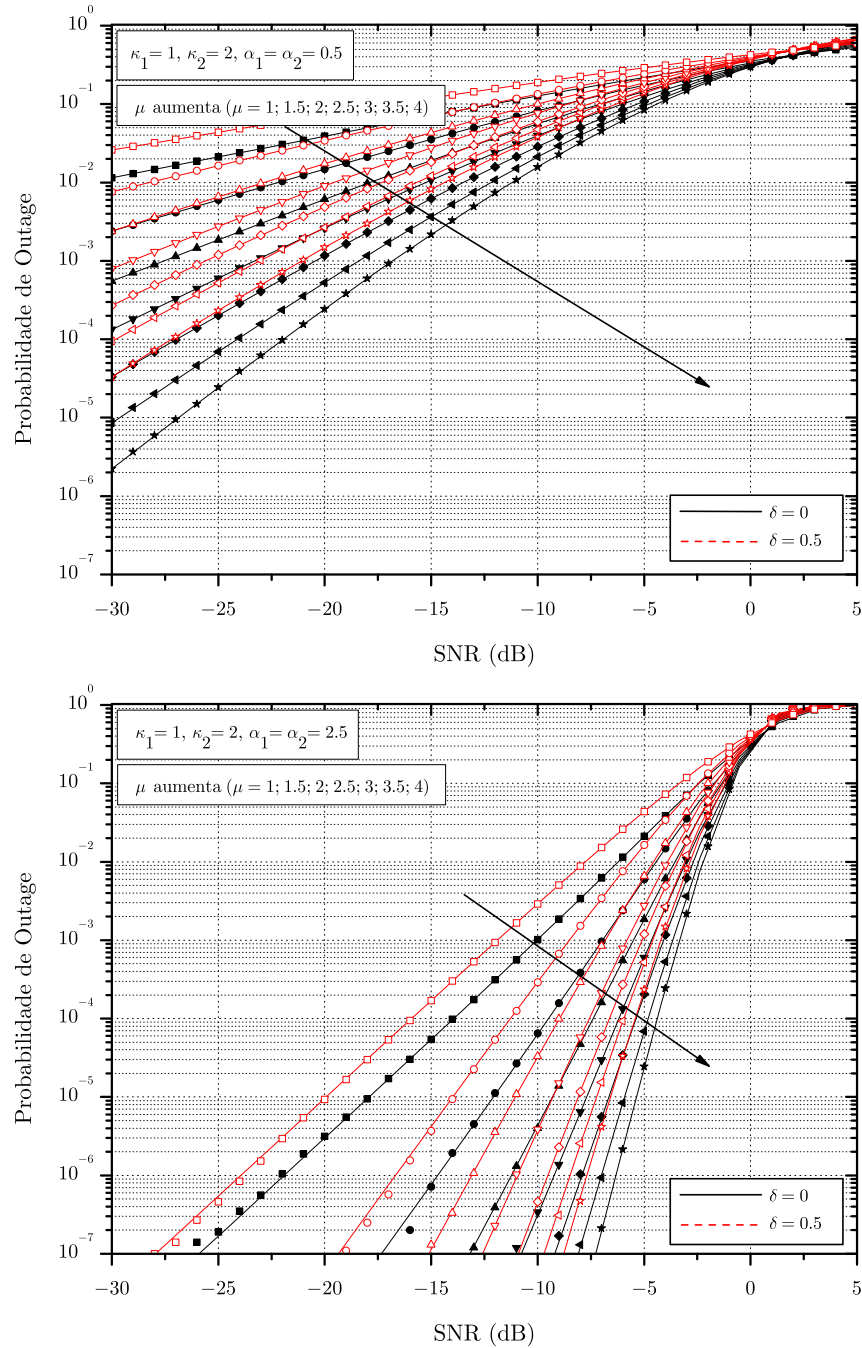 κ₁ = 1, κ₂ = 2, α₁ = α₂ = 0.5
μ aumenta (μ = 1; 1.5; 2; 2.5; 3; 3.5; 4)
Probabilidade de Outage
10⁰
10⁻¹
10⁻²
10⁻³
10⁻⁴
10⁻⁵
10⁻⁶
10⁻⁷
δ = 0
δ = 0.5
−30 −25 −20 −15 −10 −5 0 5
SNR (dB)
κ₁ = 1, κ₂ = 2, α₁ = α₂ = 2.5
μ aumenta (μ = 1; 1.5; 2; 2.5; 3; 3.5; 4)
Probabilidade de Outage
10⁰
10⁻¹
10⁻²
10⁻³
10⁻⁴
10⁻⁵
10⁻⁶
10⁻⁷
δ = 0
δ = 0.5
−30 −25 −20 −15 −10 −5 0 5
SNR (dB)